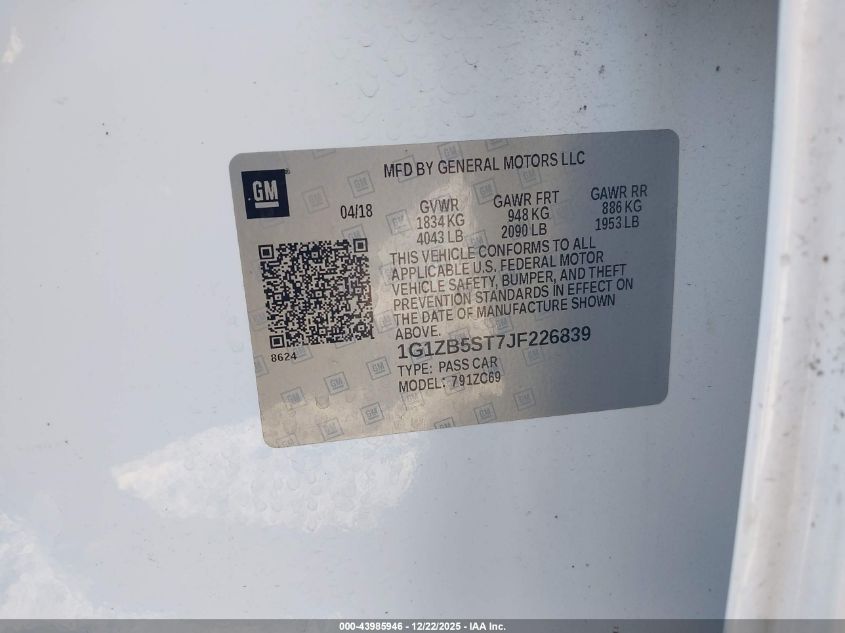 MFD BY GENERAL MOTORS LLC
GM
04/18
GVWR
1834 KG
4043 LB
GAWR FRT
948 KG
2090 LB
GAWR RR
886 KG
1953 LB
THIS VEHICLE CONFORMS TO ALL
APPLICABLE U.S. FEDERAL MOTOR
VEHICLE SAFETY, BUMPER, AND THEFT
PREVENTION STANDARDS IN EFFECT ON
THE DATE OF MANUFACTURE SHOWN
ABOVE.
8624
1G1ZB5ST7JF226839
TYPE: PASS CAR
MODEL: 791ZC69
000-43985946 - 12/22/2025 - IAA Inc.